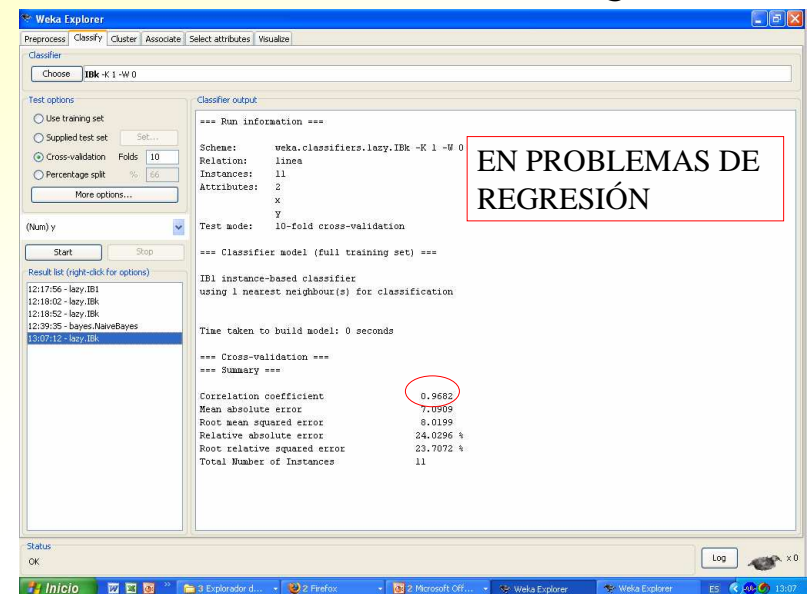 Weka Explorer
Preprocess Classify Cluster Associate Select attributes Visualize
Classifier
Choose IBk -K 1 -W 0
Test options
Use training set
Supplied test set Set...
Cross-validation Folds 10
Percentage split % 66
More options...
(Num) y
Start Stop
Result list (right-click for options)
12:17:56 - lazy.IB1
12:18:02 - lazy.IBk
12:18:52 - lazy.IBk
12:39:35 - bayes.NaiveBayes
13:07:12 - lazy.IBk
Classifier output
=== Run information ===
Scheme: weka.classifiers.lazy.IBk -K 1 -W 0
Relation: linea
Instances: 11
Attributes: 2
x
y
Test mode: 10-fold cross-validation
=== Classifier model (full training set) ===
IB1 instance-based classifier
using 1 nearest neighbour(s) for classification
Time taken to build model: 0 seconds
=== Cross-validation ===
=== Summary ===
Correlation coefficient 0.9682
Mean absolute error 7.0909
Root mean squared error 8.0199
Relative absolute error 24.0296 %
Root relative squared error 23.7072 %
Total Number of Instances 11
EN PROBLEMAS DE
REGRESIÓN
Status
OK
Log x 0
Inicio 3 Explorador d... 2 Firefox 2 Microsoft Off... Weka Explorer Weka Explorer ES 13:07